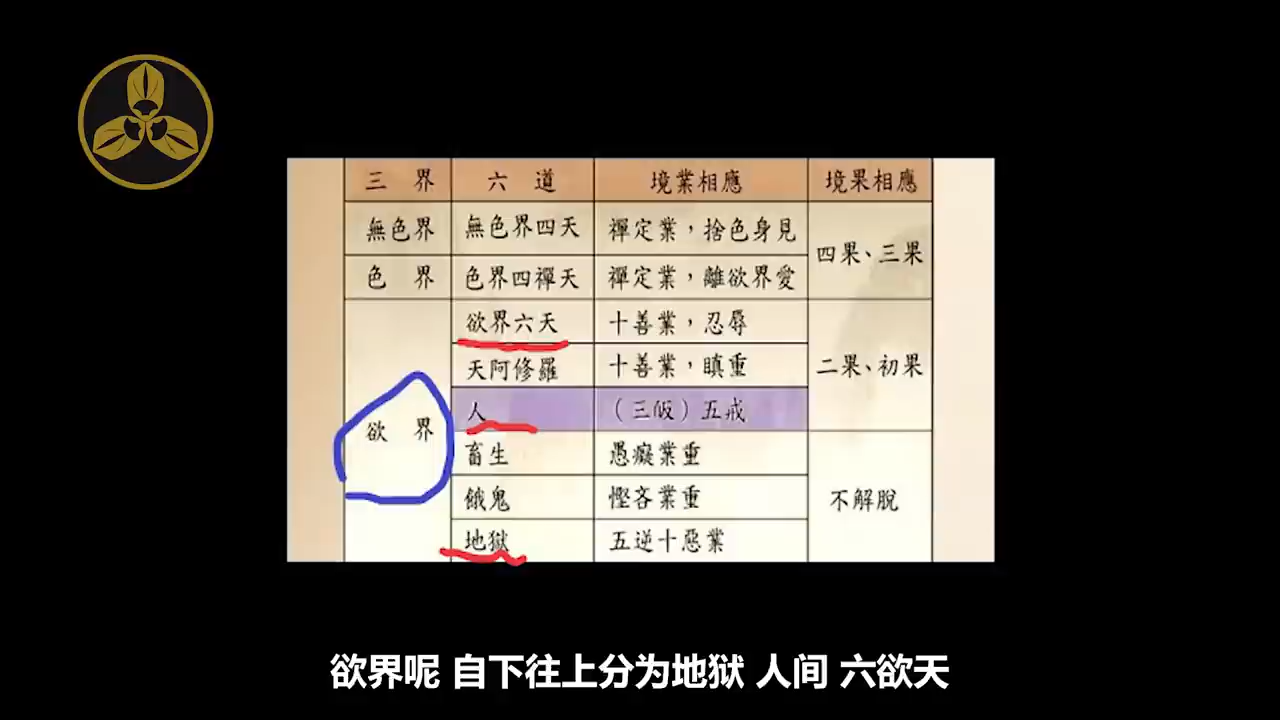 三 界 六 道 境業相應 境果相應
無色界 無色界四天 禪定業，捨色身見 四果、三果
色 界 色界四禪天 禪定業，離欲界愛
欲 界 欲界六天 十善業，忍辱 二果、初果
天阿修羅 十善業，瞋重
人 （三皈）五戒
畜生 愚癡業重 不解脫
餓鬼 慳吝業重
地獄 五逆十惡業
欲界呢 自下往上分为地狱 人间 六欲天